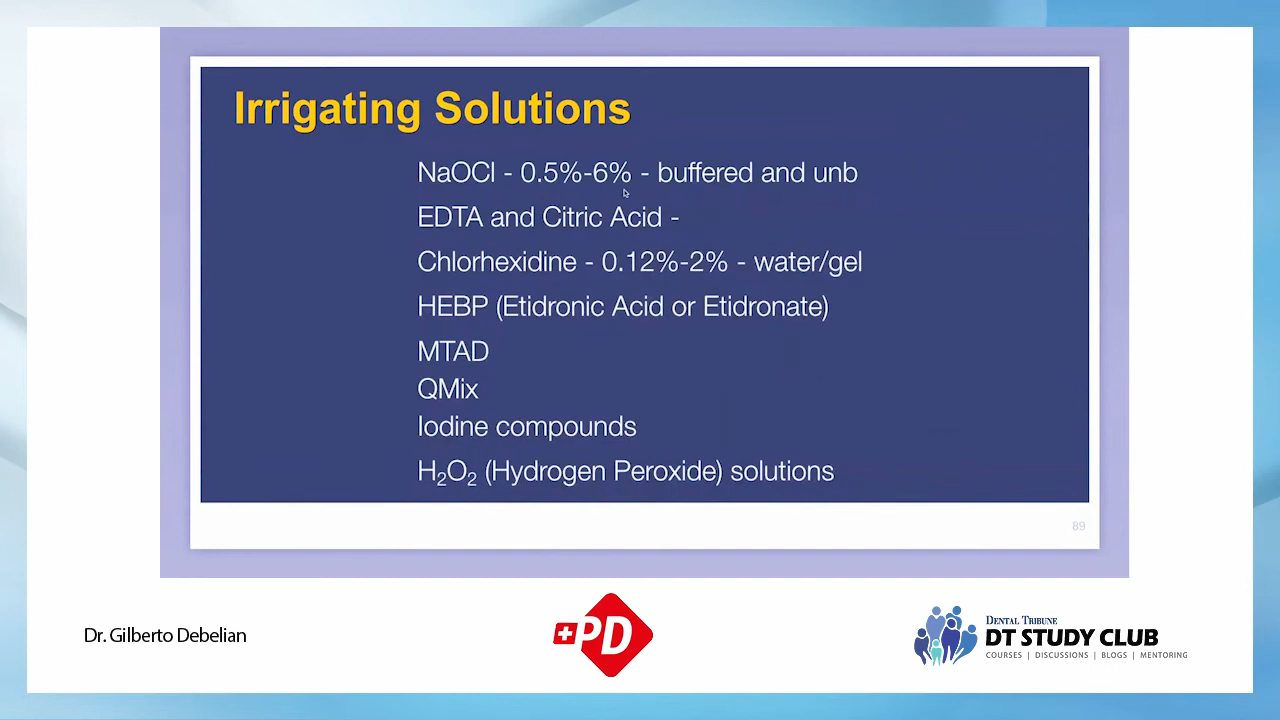 Irrigating Solutions
NaOCl - 0.5%-6% - buffered and unb
EDTA and Citric Acid -
Chlorhexidine - 0.12%-2% - water/gel
HEBP (Etidronic Acid or Etidronate)
MTAD
QMix
Iodine compounds
H₂O₂ (Hydrogen Peroxide) solutions
89
Dr. Gilberto Debelian
PD
DENTAL TRIBUNE
DT STUDY CLUB
COURSES | DISCUSSIONS | BLOGS | MENTORING